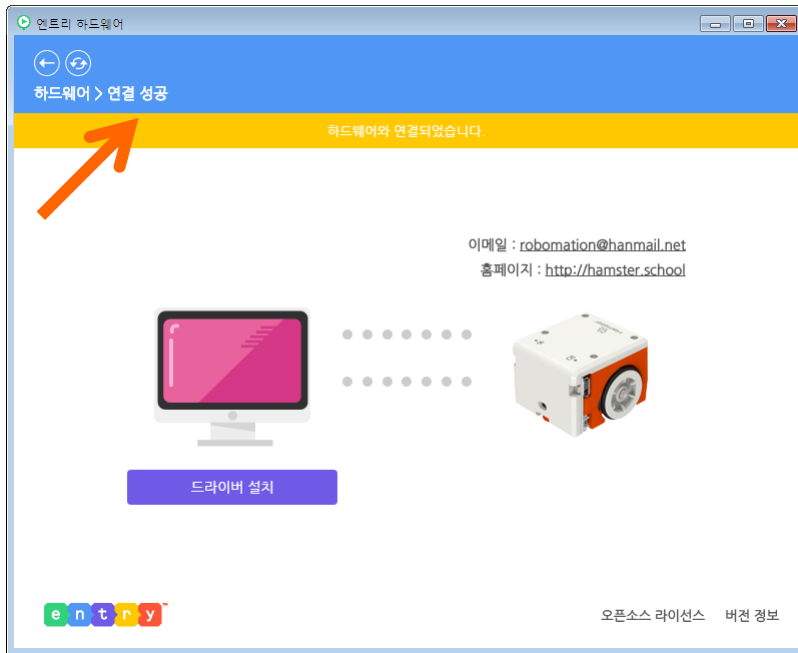 엔트리 하드웨어
하드웨어 > 연결 성공
하드웨어와 연결되었습니다.
이메일 : robomation@hanmail.net
홈페이지 : http://hamster.school
드라이버 설치
entry™
오픈소스 라이선스 버전 정보